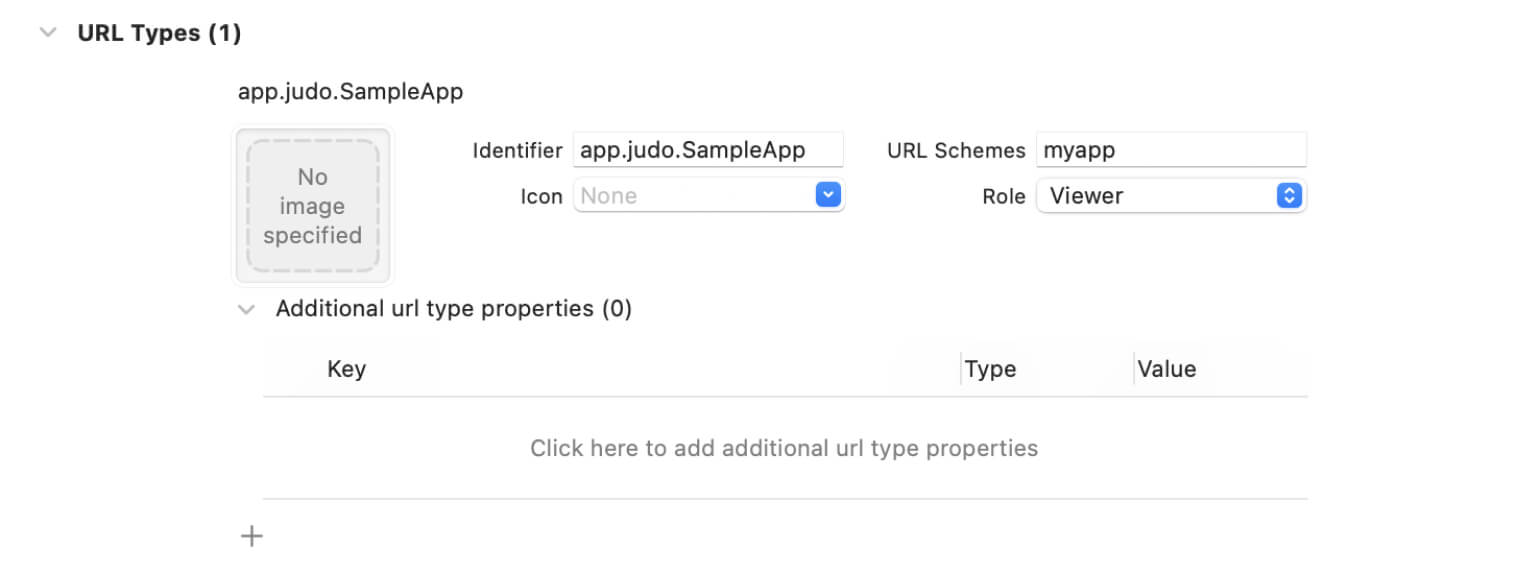 URL Types (1)
app.judo.SampleApp
No
image
specified
Identifier app.judo.SampleApp URL Schemes myapp
Icon None Role Viewer
Additional url type properties (0)
Key Type Value
Click here to add additional url type properties